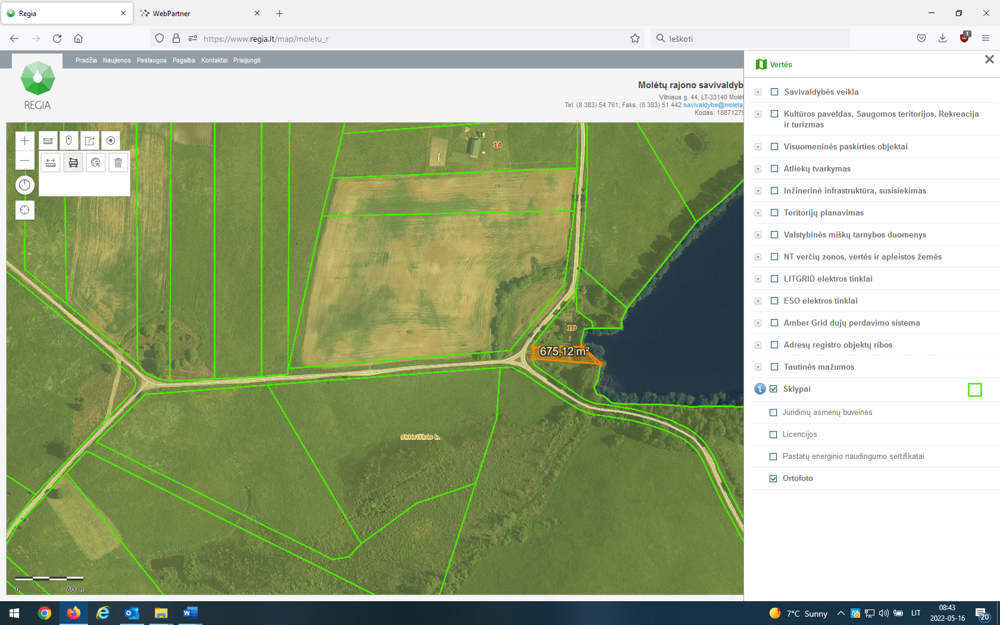 Regia
WebPartner
https://www.regia.lt/map/moletu_r
Ieškoti
1
Pradžia Naujienos Paslaugos Pagalba Kontaktai Prisijungti
REGIA
Molėtų rajono savivaldyb
Vilniaus g. 44, LT-33140 Molėt
Tel. (8 383) 54 761; Faks. (8 383) 51 442 savivaldybe@moleta
Kodas: 18871279
Vertės
Savivaldybės veikla
Kultūros paveldas, Saugomos teritorijos, Rekreacija
ir turizmas
Visuomeninės paskirties objektai
Atliekų tvarkymas
Inžinerinė infrastruktūra, susisiekimas
Teritorijų planavimas
Valstybinės miškų tarnybos duomenys
NT verčių zonos, vertės ir apleistos žemės
LITGRID elektros tinklai
ESO elektros tinklai
Amber Grid dujų perdavimo sistema
Adresų registro objektų ribos
Tautinės mažumos
Sklypai
Juridinių asmenų buveinės
Licencijos
Pastatų energinio naudingumo sertifikatai
Ortofoto
1A
1D
675,12 m²
Sklėriškės k.
0 60 m
7°C Sunny
LIT
08:43
2022-05-16
20